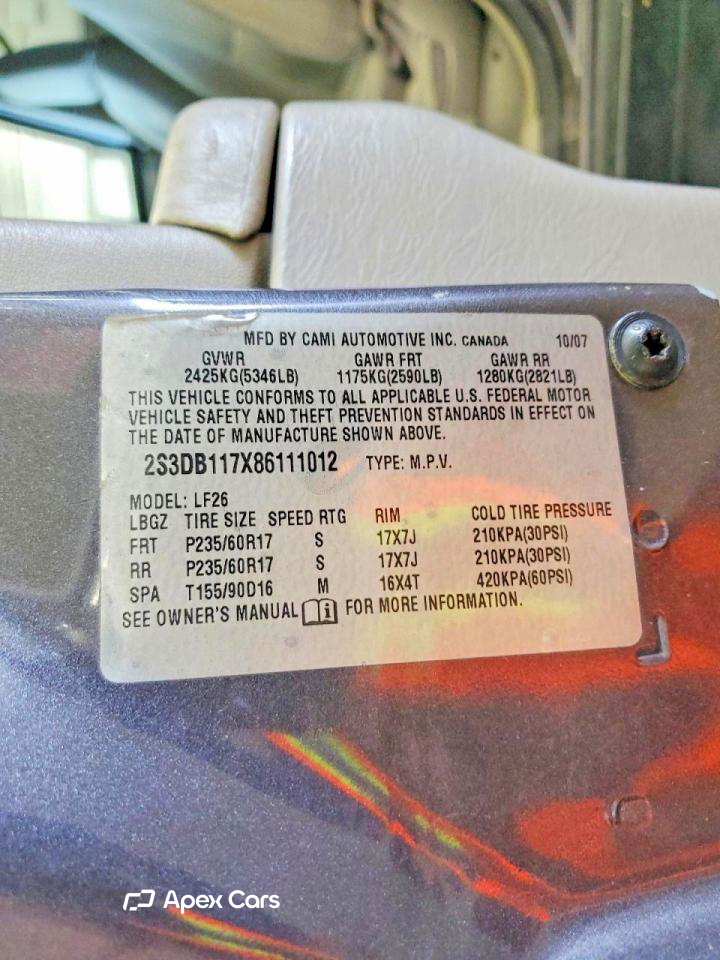 MFD BY CAMI AUTOMOTIVE INC. CANADA 10/07
GVWR GAWR FRT GAWR RR
2425KG(5346LB) 1175KG(2590LB) 1280KG(2821LB)
THIS VEHICLE CONFORMS TO ALL APPLICABLE U.S. FEDERAL MOTOR
VEHICLE SAFETY AND THEFT PREVENTION STANDARDS IN EFFECT ON
THE DATE OF MANUFACTURE SHOWN ABOVE.
2S3DB117X86111012 TYPE: M.P.V.
MODEL: LF26
LBGZ TIRE SIZE SPEED RTG RIM COLD TIRE PRESSURE
FRT P235/60R17 S 17X7J 210KPA(30PSI)
RR P235/60R17 S 17X7J 210KPA(30PSI)
SPA T155/90D16 M 16X4T 420KPA(60PSI)
SEE OWNER'S MANUAL FOR MORE INFORMATION.
Apex Cars